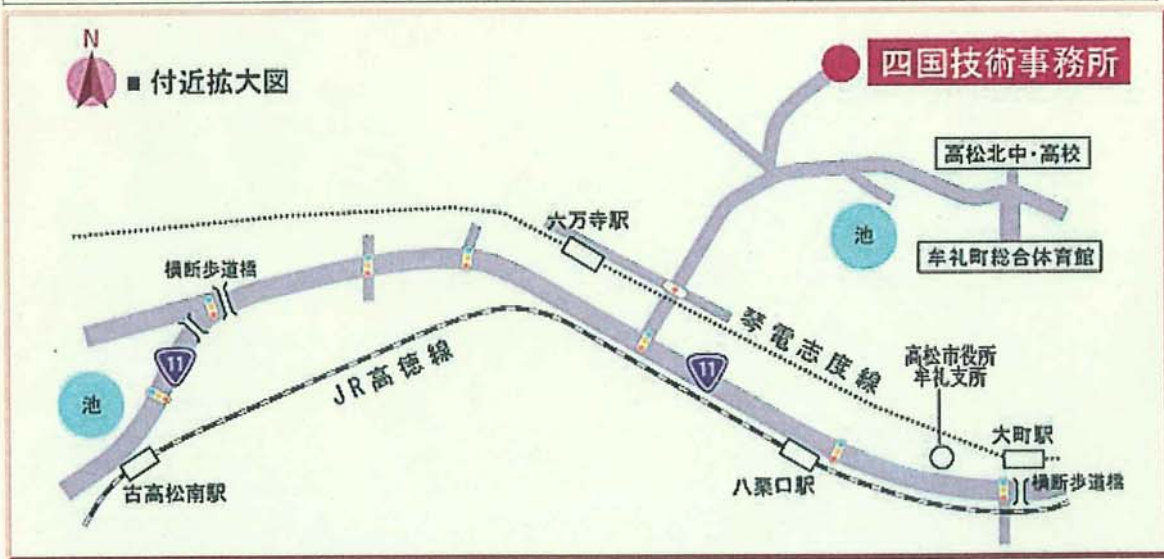 N
■ 付近拡大図
四国技術事務所
高松北中・高校
池
牟礼町総合体育館
六万寺駅
横断歩道橋
11
池
JR高徳線
古高松南駅
琴電志度線
11
高松市役所
牟礼支所
大町駅
八栗口駅
横断歩道橋